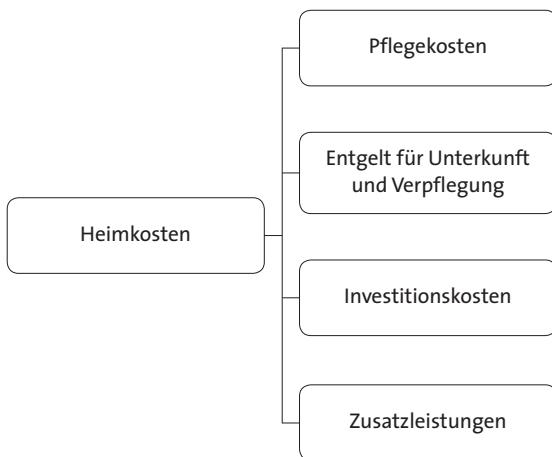 Heimkosten
Pflegekosten
Entgelt für Unterkunft
und Verpflegung
Investitionskosten
Zusatzleistungen